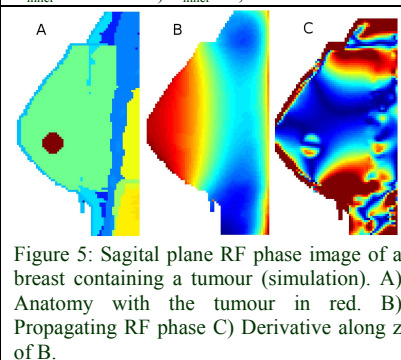 A
B
C
Figure 5: Sagital plane RF phase image of a
breast containing a tumour (simulation). A)
Anatomy with the tumour in red. B)
Propagating RF phase C) Derivative along z
of B.